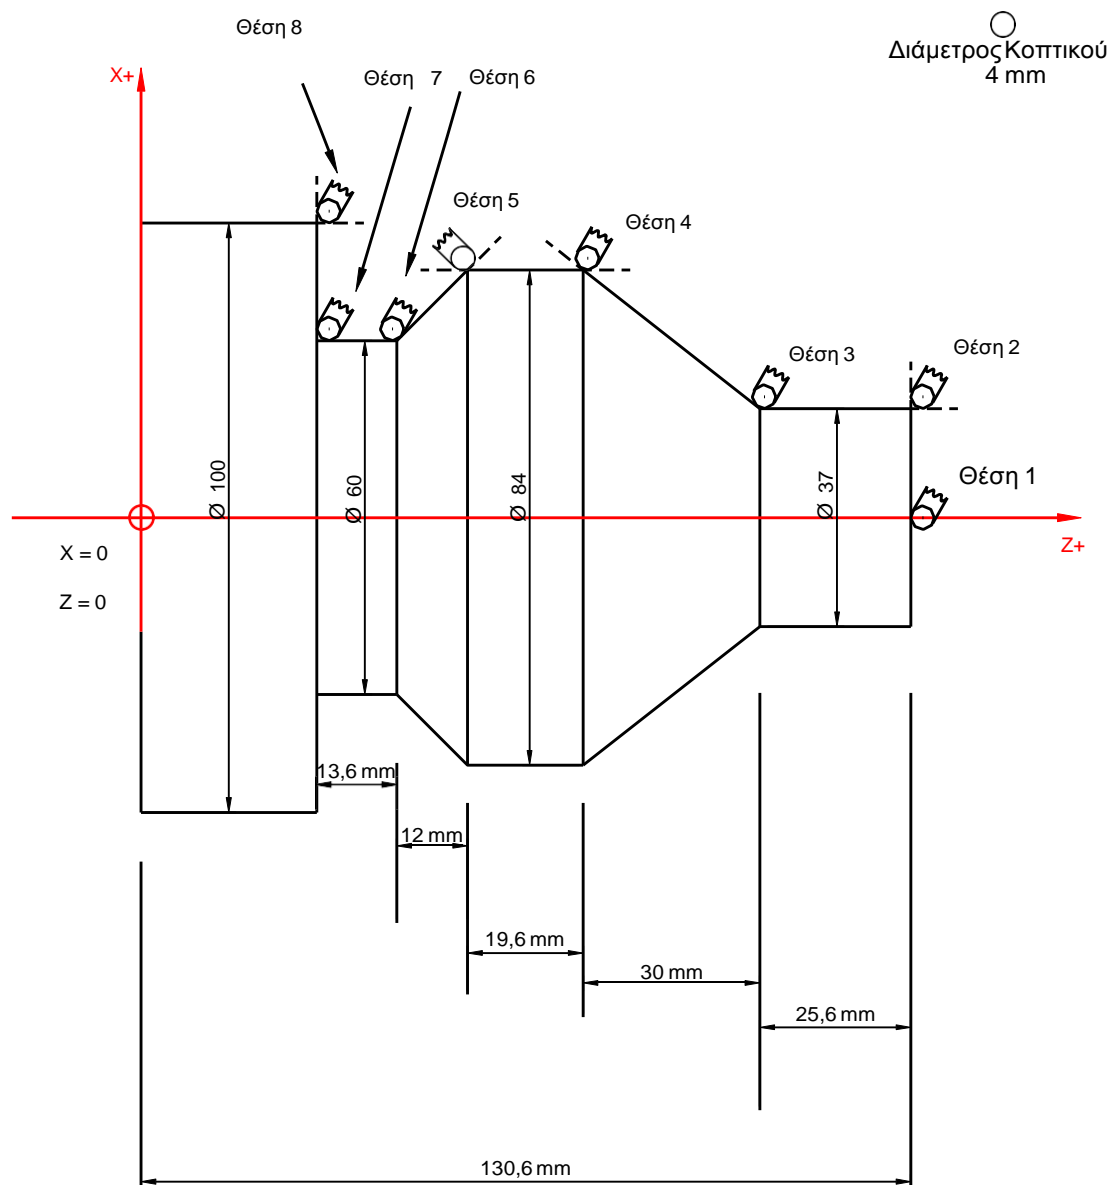 Θέση 8
Διάμετρος Κοπτικού
4 mm
X+
Θέση 7
Θέση 6
Θέση 5
Θέση 4
Θέση 3
Θέση 2
Θέση 1
Ø 100
Ø 60
Ø 84
Ø 37
X = 0
Z = 0
Z+
13,6 mm
12 mm
19,6 mm
30 mm
25,6 mm
130,6 mm